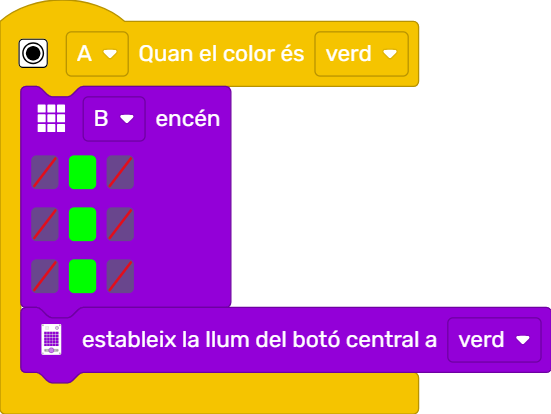 A Quan el color és verd
B encén
estableix la llum del botó central a verd